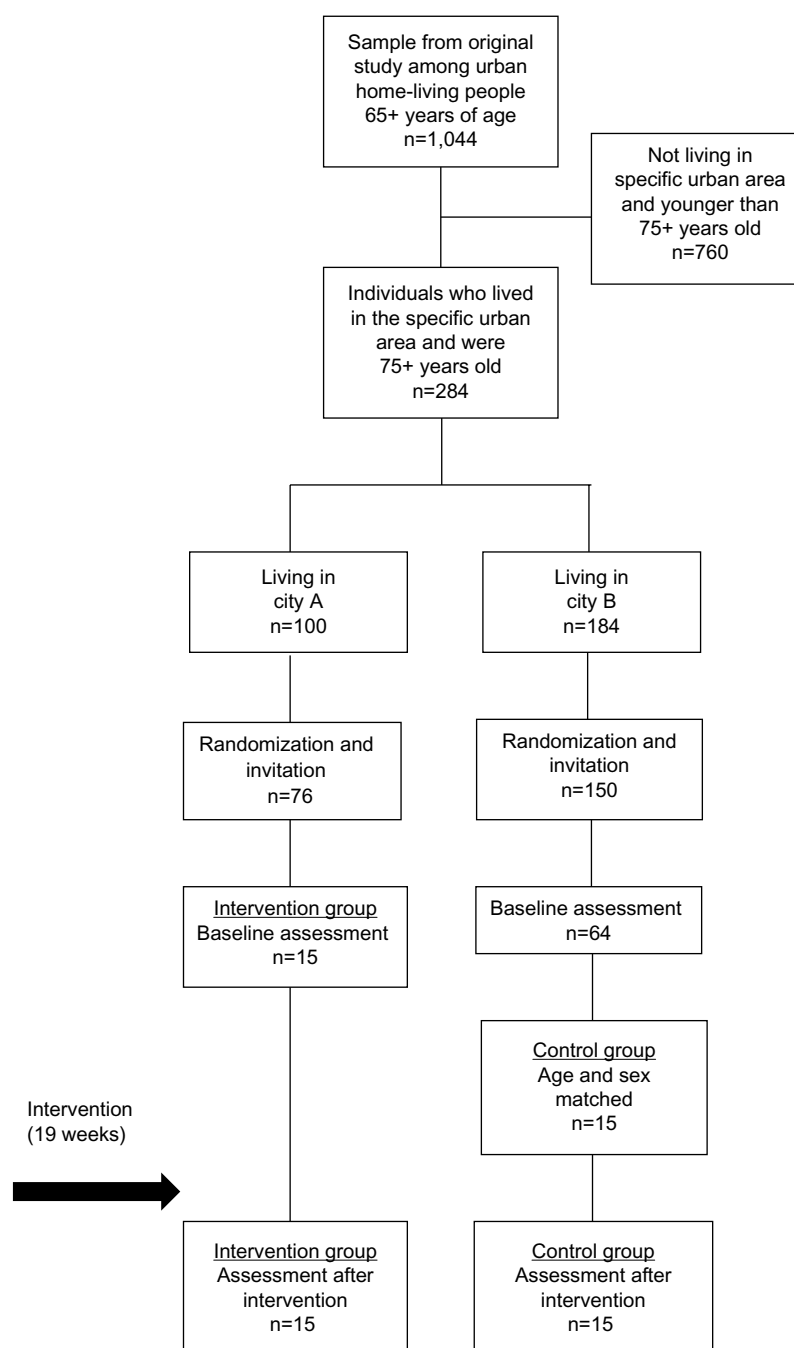 Sample from original
study among urban
home-living people
65+ years of age
n=1,044
Not living in
specific urban area
and younger than
75+ years old
n=760
Individuals who lived
in the specific urban
area and were
75+ years old
n=284
Living in
city A
n=100
Living in
city B
n=184
Randomization and
invitation
n=76
Randomization and
invitation
n=150
Intervention group
Baseline assessment
n=15
Baseline assessment
n=64
Control group
Age and sex
matched
n=15
Intervention
(19 weeks)
Intervention group
Assessment after
intervention
n=15
Control group
Assessment after
intervention
n=15